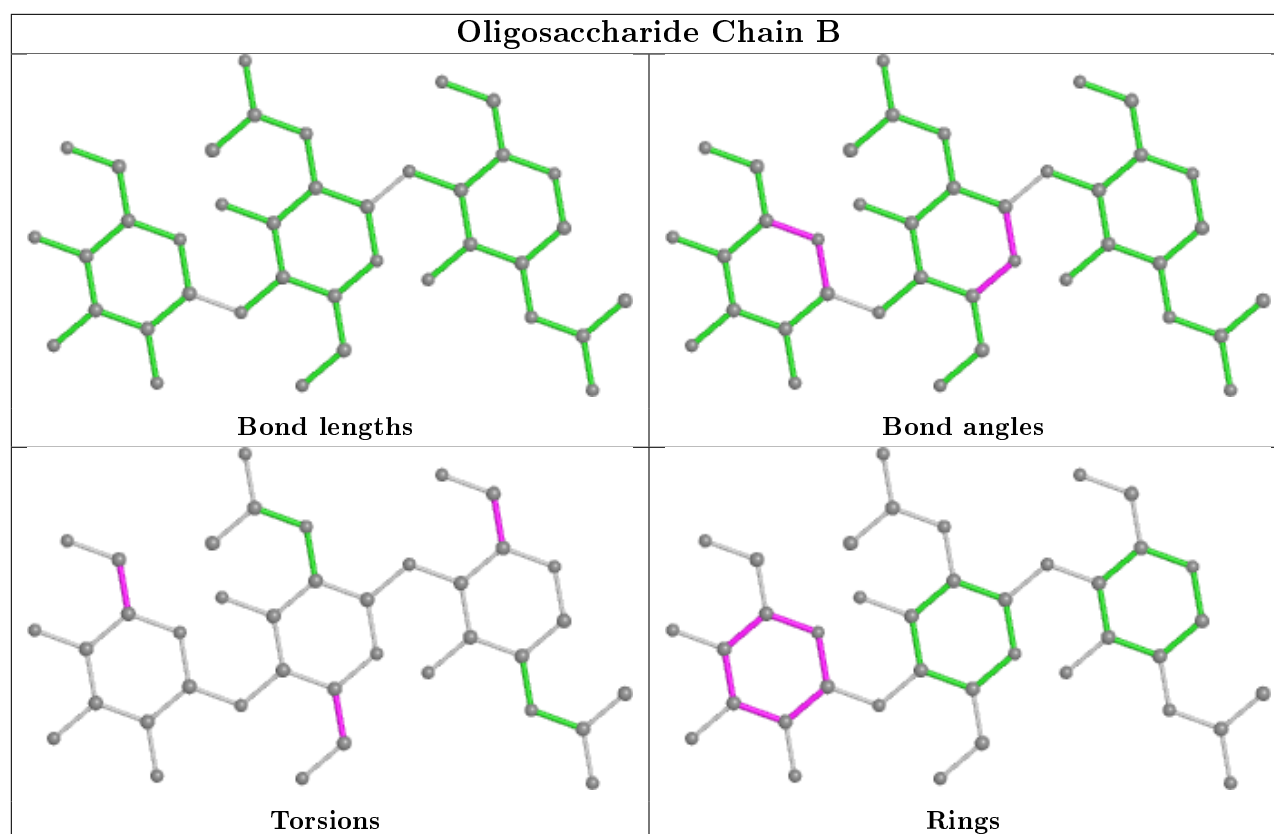 Oligosaccharide Chain B
Bond lengths
Bond angles
Torsions
Rings